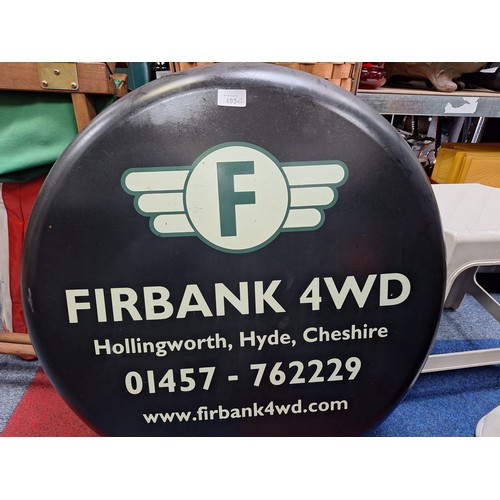 F
FIRBANK 4WD
Hollingworth, Hyde, Cheshire
01457 - 762229
www.firbank4wd.com